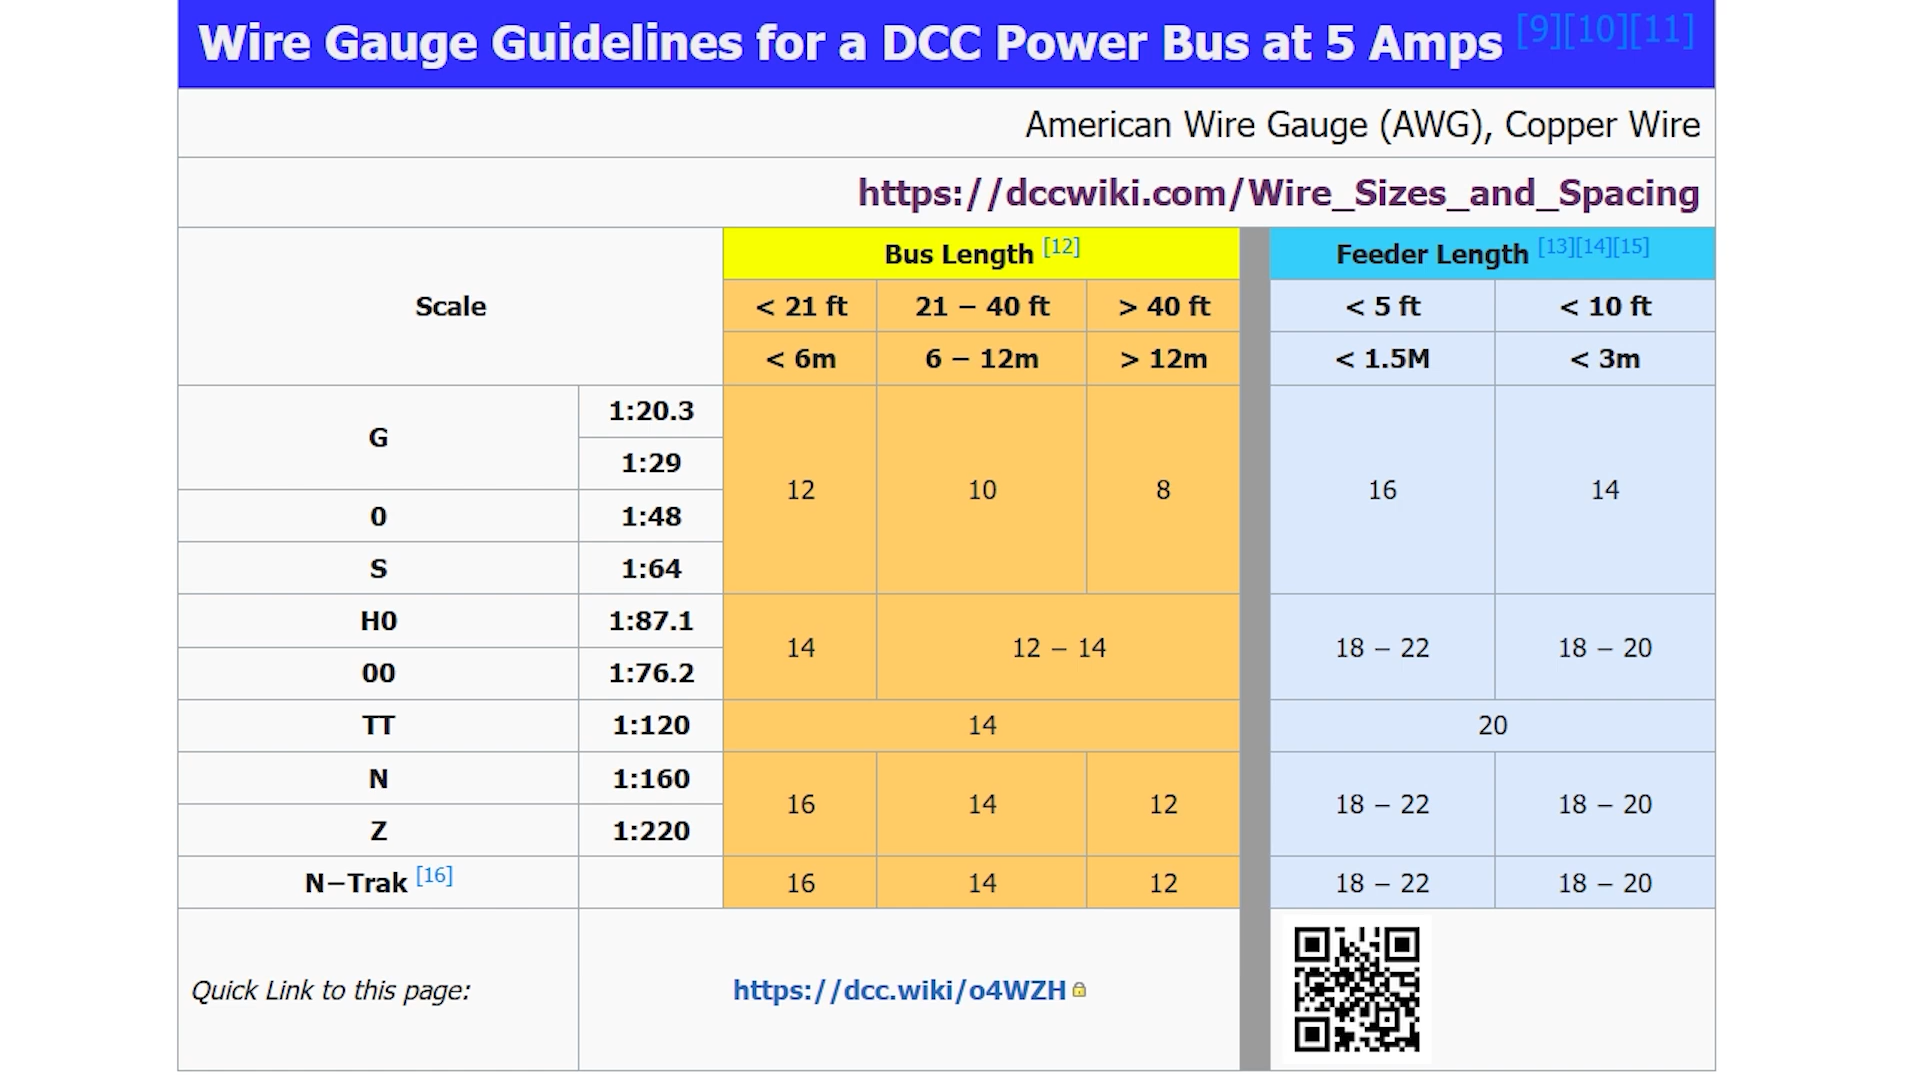 Wire Gauge Guidelines for a DCC Power Bus at 5 Amps [9][10][11]
American Wire Gauge (AWG), Copper Wire
https://dccwiki.com/Wire_Sizes_and_Spacing
Scale
Bus Length [12]
Feeder Length [13][14][15]
< 21 ft 21 – 40 ft > 40 ft < 5 ft < 10 ft
< 6m 6 – 12m > 12m < 1.5M < 3m
G 1:20.3
1:29
12 10 8 16 14
0 1:48
S 1:64
H0 1:87.1
14 12 – 14 18 – 22 18 – 20
00 1:76.2
TT 1:120 14 20
N 1:160
16 14 12 18 – 22 18 – 20
Z 1:220
N–Trak [16] 16 14 12 18 – 22 18 – 20
Quick Link to this page: https://dcc.wiki/o4WZH